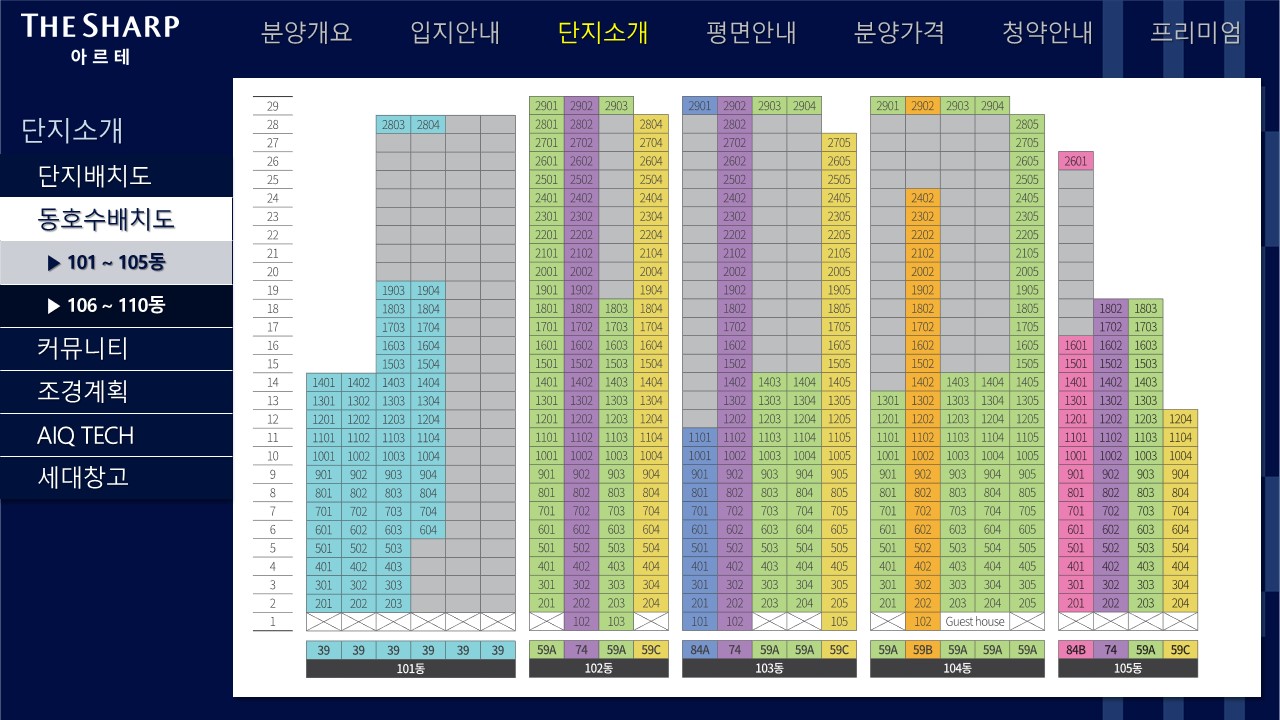 THE SHARP
아르테
분양개요 입지안내 단지소개 평면안내 분양가격 청약안내 프리미엄
단지소개
단지배치도
동호수배치도
▶ 101 ~ 105동
▶ 106 ~ 110동
커뮤니티
조경계획
AIQ TECH
세대창고
29 2901 2902 2903 2901 2902 2903 2904 2901 2902 2903 2904
28 2803 2804 2801 2802 2804 2802 2805
27 2701 2702 2704 2702 2705 2705
26 2601 2602 2604 2602 2605 2605 2601
25 2501 2502 2504 2502 2505 2505
24 2401 2402 2404 2402 2405 2402 2405
23 2301 2302 2304 2302 2305 2302 2305
22 2201 2202 2204 2202 2205 2202 2205
21 2101 2102 2104 2102 2105 2102 2105
20 2001 2002 2004 2002 2005 2002 2005
19 1903 1904 1901 1902 1904 1902 1905 1902 1905
18 1803 1804 1801 1802 1803 1804 1802 1805 1802 1805 1802 1803
17 1703 1704 1701 1702 1703 1704 1702 1705 1702 1705 1702 1703
16 1603 1604 1601 1602 1603 1604 1602 1605 1602 1605 1601 1602 1603
15 1503 1504 1501 1502 1503 1504 1502 1505 1502 1505 1501 1502 1503
14 1401 1402 1403 1404 1401 1402 1403 1404 1402 1403 1404 1405 1402 1403 1404 1405 1401 1402 1403
13 1301 1302 1303 1304 1301 1302 1303 1304 1302 1303 1304 1305 1301 1302 1303 1304 1305 1301 1302 1303
12 1201 1202 1203 1204 1201 1202 1203 1204 1202 1203 1204 1205 1201 1202 1203 1204 1205 1201 1202 1203 1204
11 1101 1102 1103 1104 1101 1102 1103 1104 1101 1102 1103 1104 1105 1101 1102 1103 1104 1105 1101 1102 1103 1104
10 1001 1002 1003 1004 1001 1002 1003 1004 1001 1002 1003 1004 1005 1001 1002 1003 1004 1005 1001 1002 1003 1004
9 901 902 903 904 901 902 903 904 901 902 903 904 905 901 902 903 904 905 901 902 903 904
8 801 802 803 804 801 802 803 804 801 802 803 804 805 801 802 803 804 805 801 802 803 804
7 701 702 703 704 701 702 703 704 701 702 703 704 705 701 702 703 704 705 701 702 703 704
6 601 602 603 604 601 602 603 604 601 602 603 604 605 601 602 603 604 605 601 602 603 604
5 501 502 503 501 502 503 504 501 502 503 504 505 501 502 503 504 505 501 502 503 504
4 401 402 403 401 402 403 404 401 402 403 404 405 401 402 403 404 405 401 402 403 404
3 301 302 303 301 302 303 304 301 302 303 304 305 301 302 303 304 305 301 302 303 304
2 201 202 203 201 202 203 204 201 202 203 204 205 201 202 203 204 205 201 202 203 204
1 102 103 101 102 105 102 Guest house
39 39 39 39 39 39 59A 74 59A 59C 84A 74 59A 59A 59C 59A 59B 59A 59A 59A 84B 74 59A 59C
101동 102동 103동 104동 105동